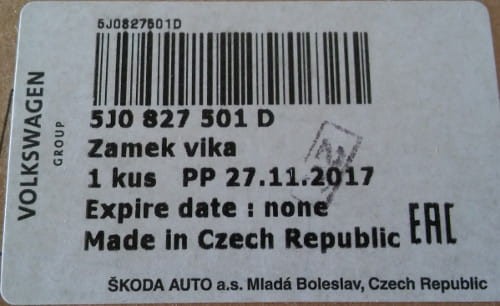 5J0827501D
VOLKSWAGEN
GROUP
5J0 827 501 D
Zamek vika
1 kus PP 27.11.2017
Expire date : none
Made in Czech Republic
EAC
ŠKODA AUTO a.s. Mladá Boleslav, Czech Republic